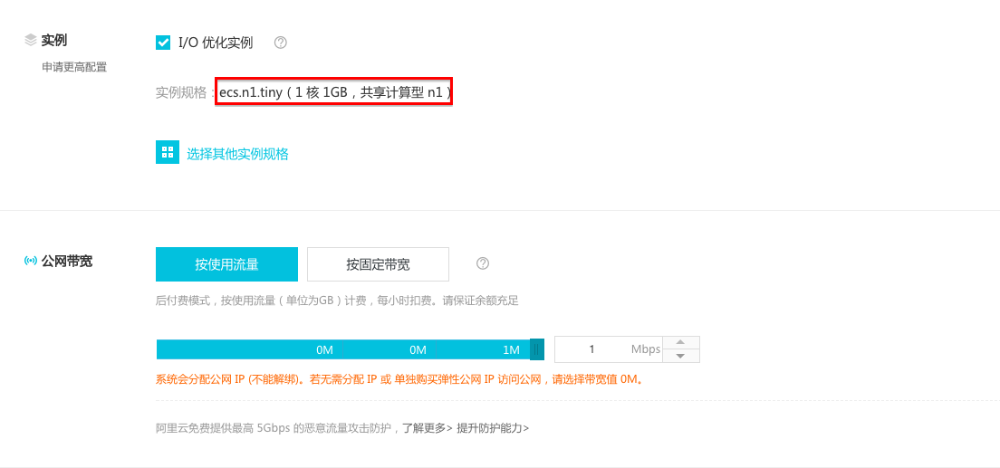 实例
I/O 优化实例
申请更高配置
实例规格：ecs.n1.tiny（1 核 1GB，共享计算型 n1）
选择其他实例规格
公网带宽
按使用流量
按固定带宽
后付费模式，按使用流量（单位为GB）计费，每小时扣费。请保证余额充足
0M 0M 1M
1 Mbps
系统会分配公网 IP (不能解绑)。若无需分配 IP 或 单独购买弹性公网 IP 访问公网，请选择带宽值 0M。
阿里云免费提供最高 5Gbps 的恶意流量攻击防护，了解更多> 提升防护能力>